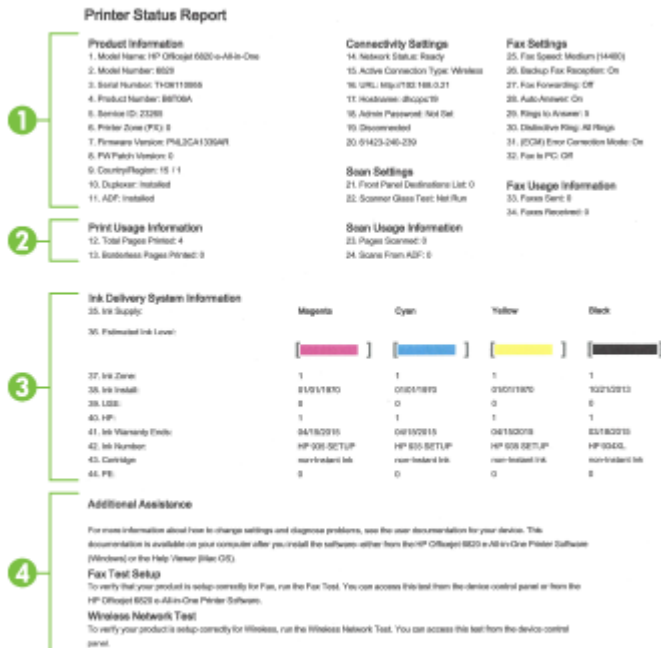 Printer Status Report
1
Product Information
1. Model Name: HP Officejet 6820 e-All-in-One
2. Model Number: 6820
3. Serial Number:
4. Product Number: B6T06A
5. Service ID:
6. Printer Zone (PX): 0
7. Firmware Version:
8. FW Patch Version: 0
9. Country/Region: 15 / 1
10. Duplexer: Installed
11. ADF: Installed
Connectivity Settings
14. Network Status: Ready
15. Active Connection Type: Wireless
16. URL: http://192.168.0.21
17. Hostname:
18. Admin Password: Not Set
19. Disconnected
20. 61423-240-239
Scan Settings
21. Front Panel Destinations List: 0
22. Scanner Glass Test: Not Run
Fax Settings
25. Fax Speed: Medium (14400)
26. Backup Fax Reception: On
27. Fax Forwarding: Off
28. Auto Answer: On
29. Rings to Answer:
30. Distinctive Ring: All Rings
31. (ECM) Error Correction Mode: On
32. Fax to PC: Off
Fax Usage Information
33. Faxes Sent: 0
34. Faxes Received: 0
2
Print Usage Information
12. Total Pages Printed: 4
13. Borderless Pages Printed: 0
Scan Usage Information
23. Pages Scanned: 0
24. Scans From ADF: 0
3
Ink Delivery System Information
35. Ink Supply: Magenta Cyan Yellow Black
36. Estimated Ink Level:
37. Ink Zone: 1 1 1 1
38. Ink Install: 01/01/1970 01/01/1970 01/01/1970 10/21/2013
39. USE: 0 0 0 0
40. HP: 1 1 1 1
41. Ink Warranty Ends: 04/15/2015 04/15/2015 04/15/2015 03/18/2015
42. Ink Number: HP 935 SETUP HP 935 SETUP HP 935 SETUP HP 934XL
43. Cartridge: non-Instant Ink non-Instant Ink non-Instant Ink non-Instant Ink
44. PE: 0 0 0 0
4
Additional Assistance
For more information about how to change settings and diagnose problems, see the user documentation for your device. This
documentation is available on your computer after you install the software-either from the HP Officejet 6820 e-All-in-One Printer Software
(Windows) or the Help Viewer (Mac OS).
Fax Test Setup
To verify that your product is setup correctly for Fax, run the Fax Test. You can access this test from the device control panel or from the
HP Officejet 6820 e-All-in-One Printer Software.
Wireless Network Test
To verify your product is setup correctly for Wireless, run the Wireless Network Test. You can access this test from the device control
panel.